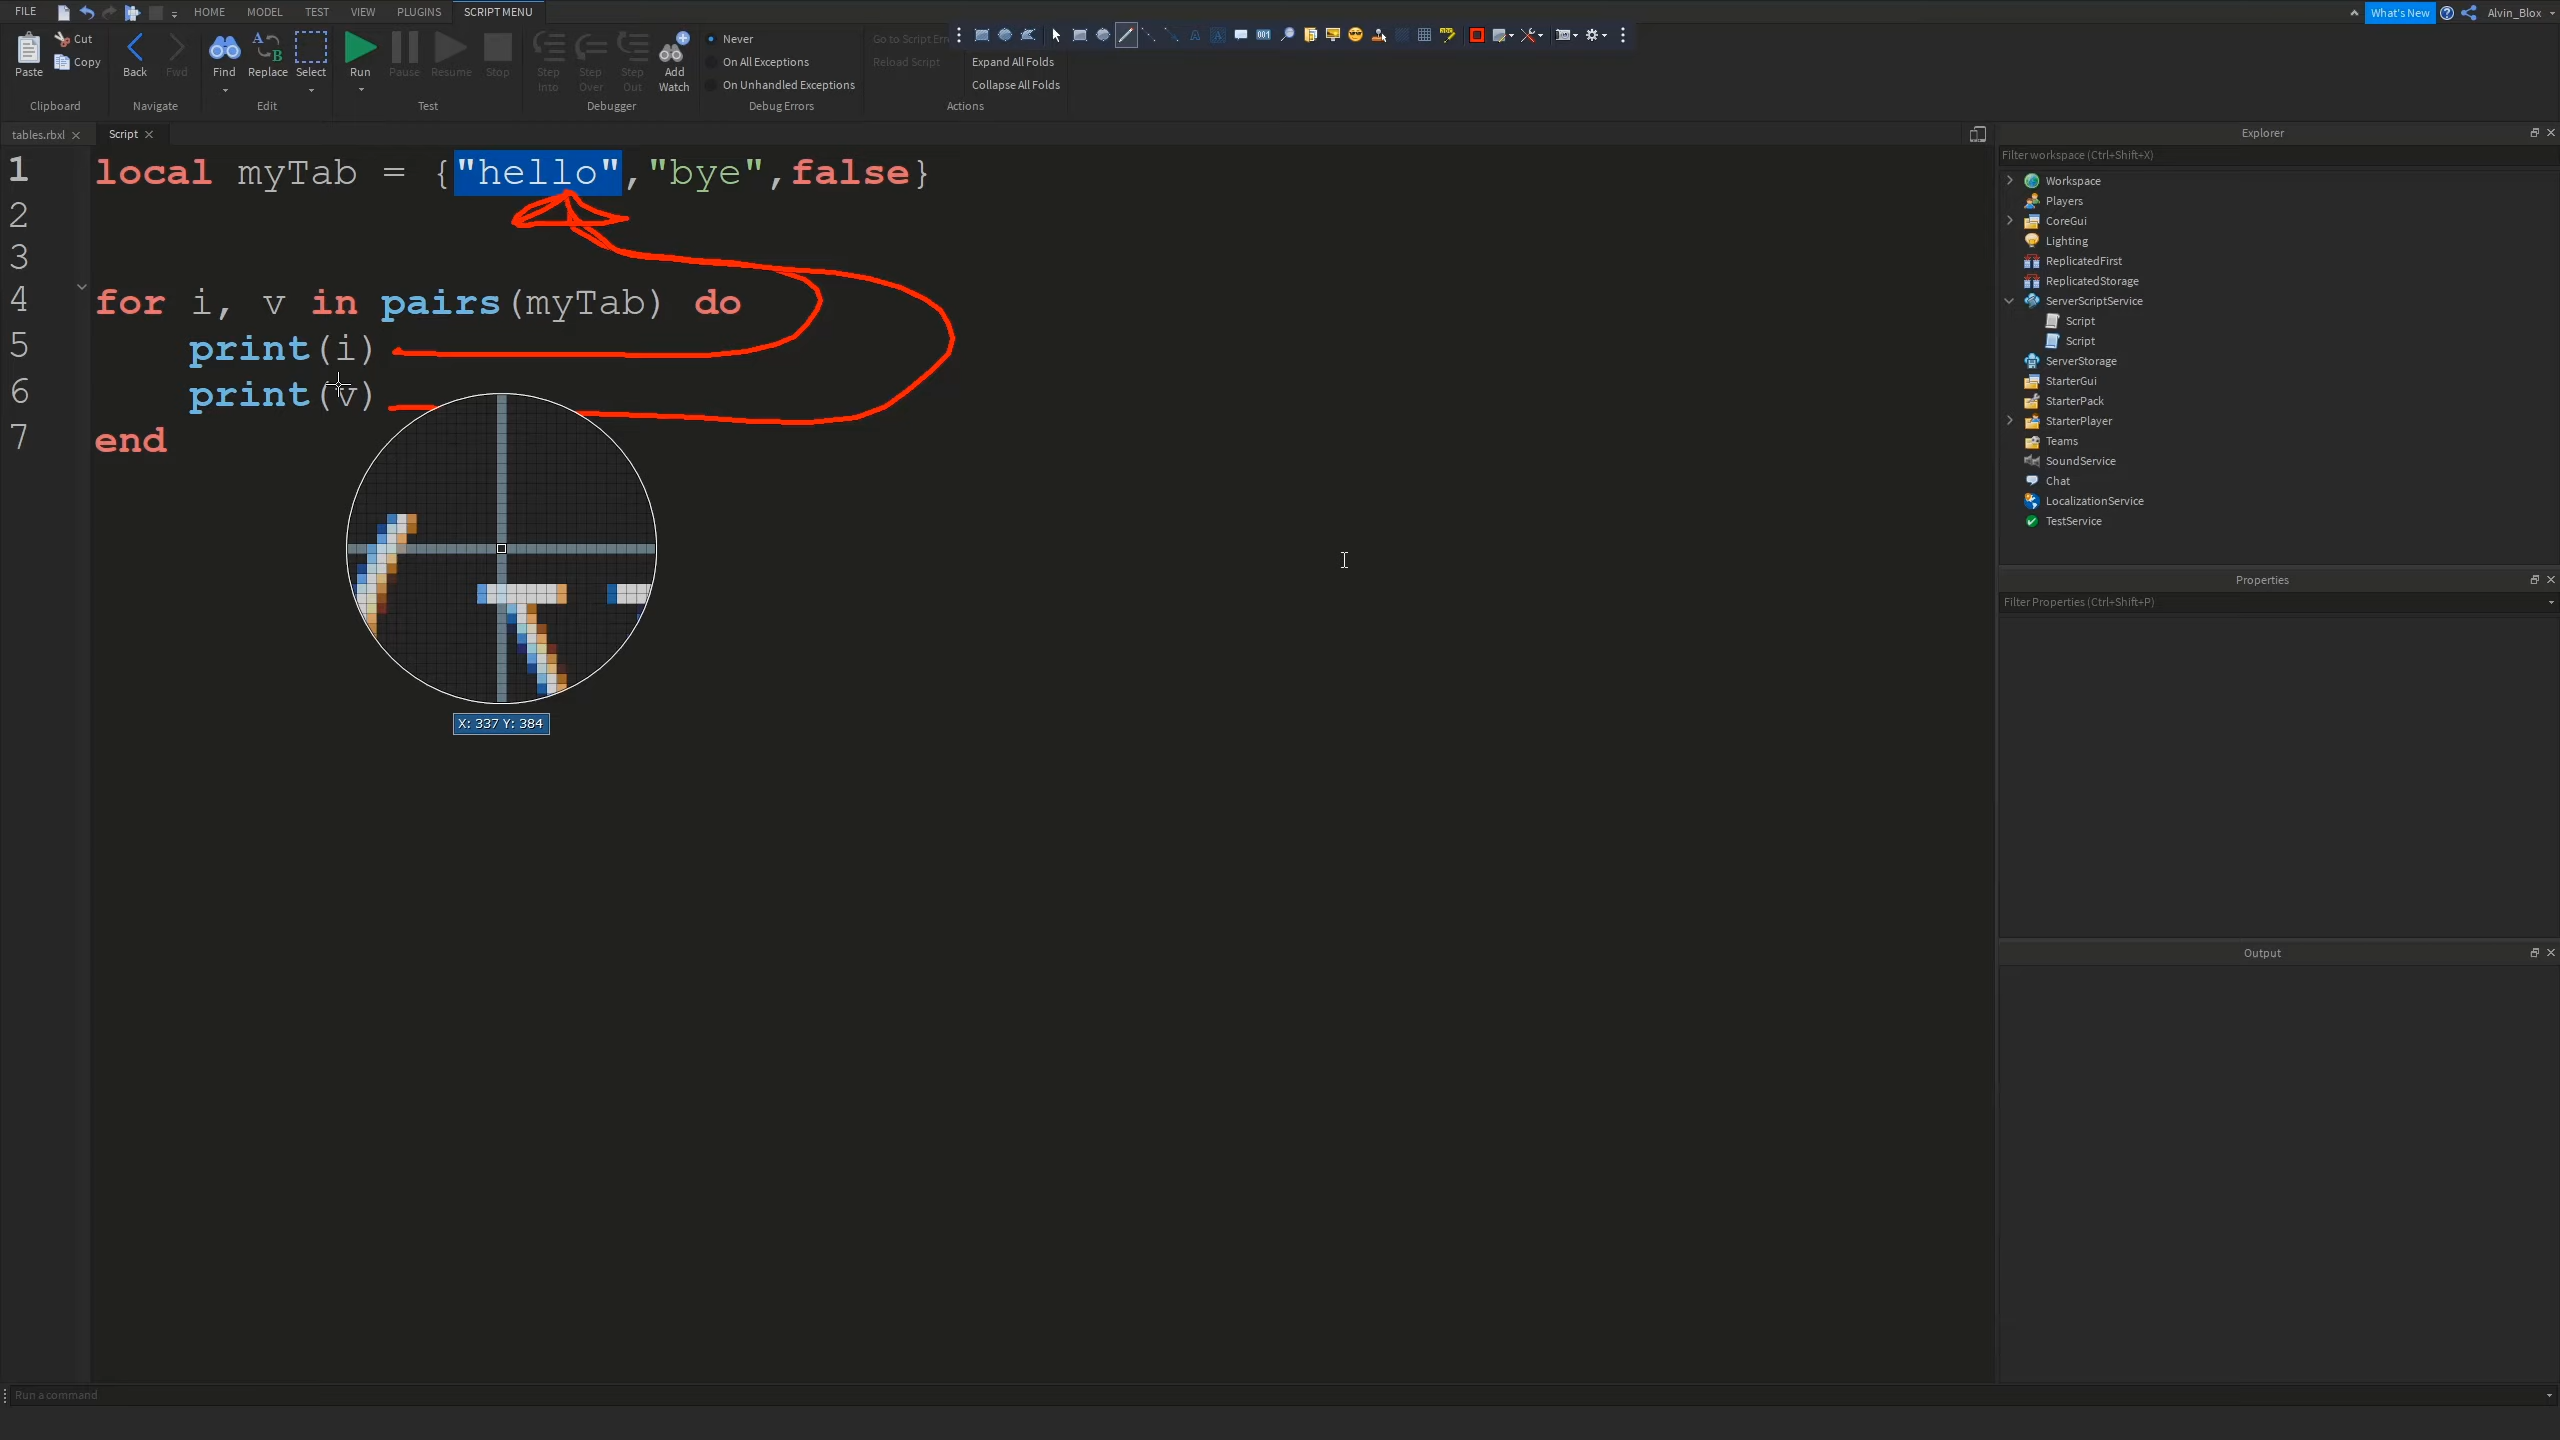 FILE HOME MODEL TEST VIEW PLUGINS SCRIPT MENU What's New Alvin_Blox
Paste Cut Copy
Clipboard
Back Fwd
Navigate
Find Replace Select
Edit
Run Pause Resume Stop
Test
Step Into Step Over Step Out Add Watch
Debugger
Never
On All Exceptions
On Unhandled Exceptions
Debug Errors
Go to Script Err
Reload Script
Expand All Folds
Collapse All Folds
Actions
tables.rbxl Script
1 local myTab = {"hello","bye",false}
2
3
4 for i, v in pairs(myTab) do
5 print(i)
6 print(v)
7 end
X: 337 Y: 384
Explorer
Filter workspace (Ctrl+Shift+X)
Workspace
Players
CoreGui
Lighting
ReplicatedFirst
ReplicatedStorage
ServerScriptService
Script
Script
ServerStorage
StarterGui
StarterPack
StarterPlayer
Teams
SoundService
Chat
LocalizationService
TestService
Properties
Filter Properties (Ctrl+Shift+P)
Output
Run a command